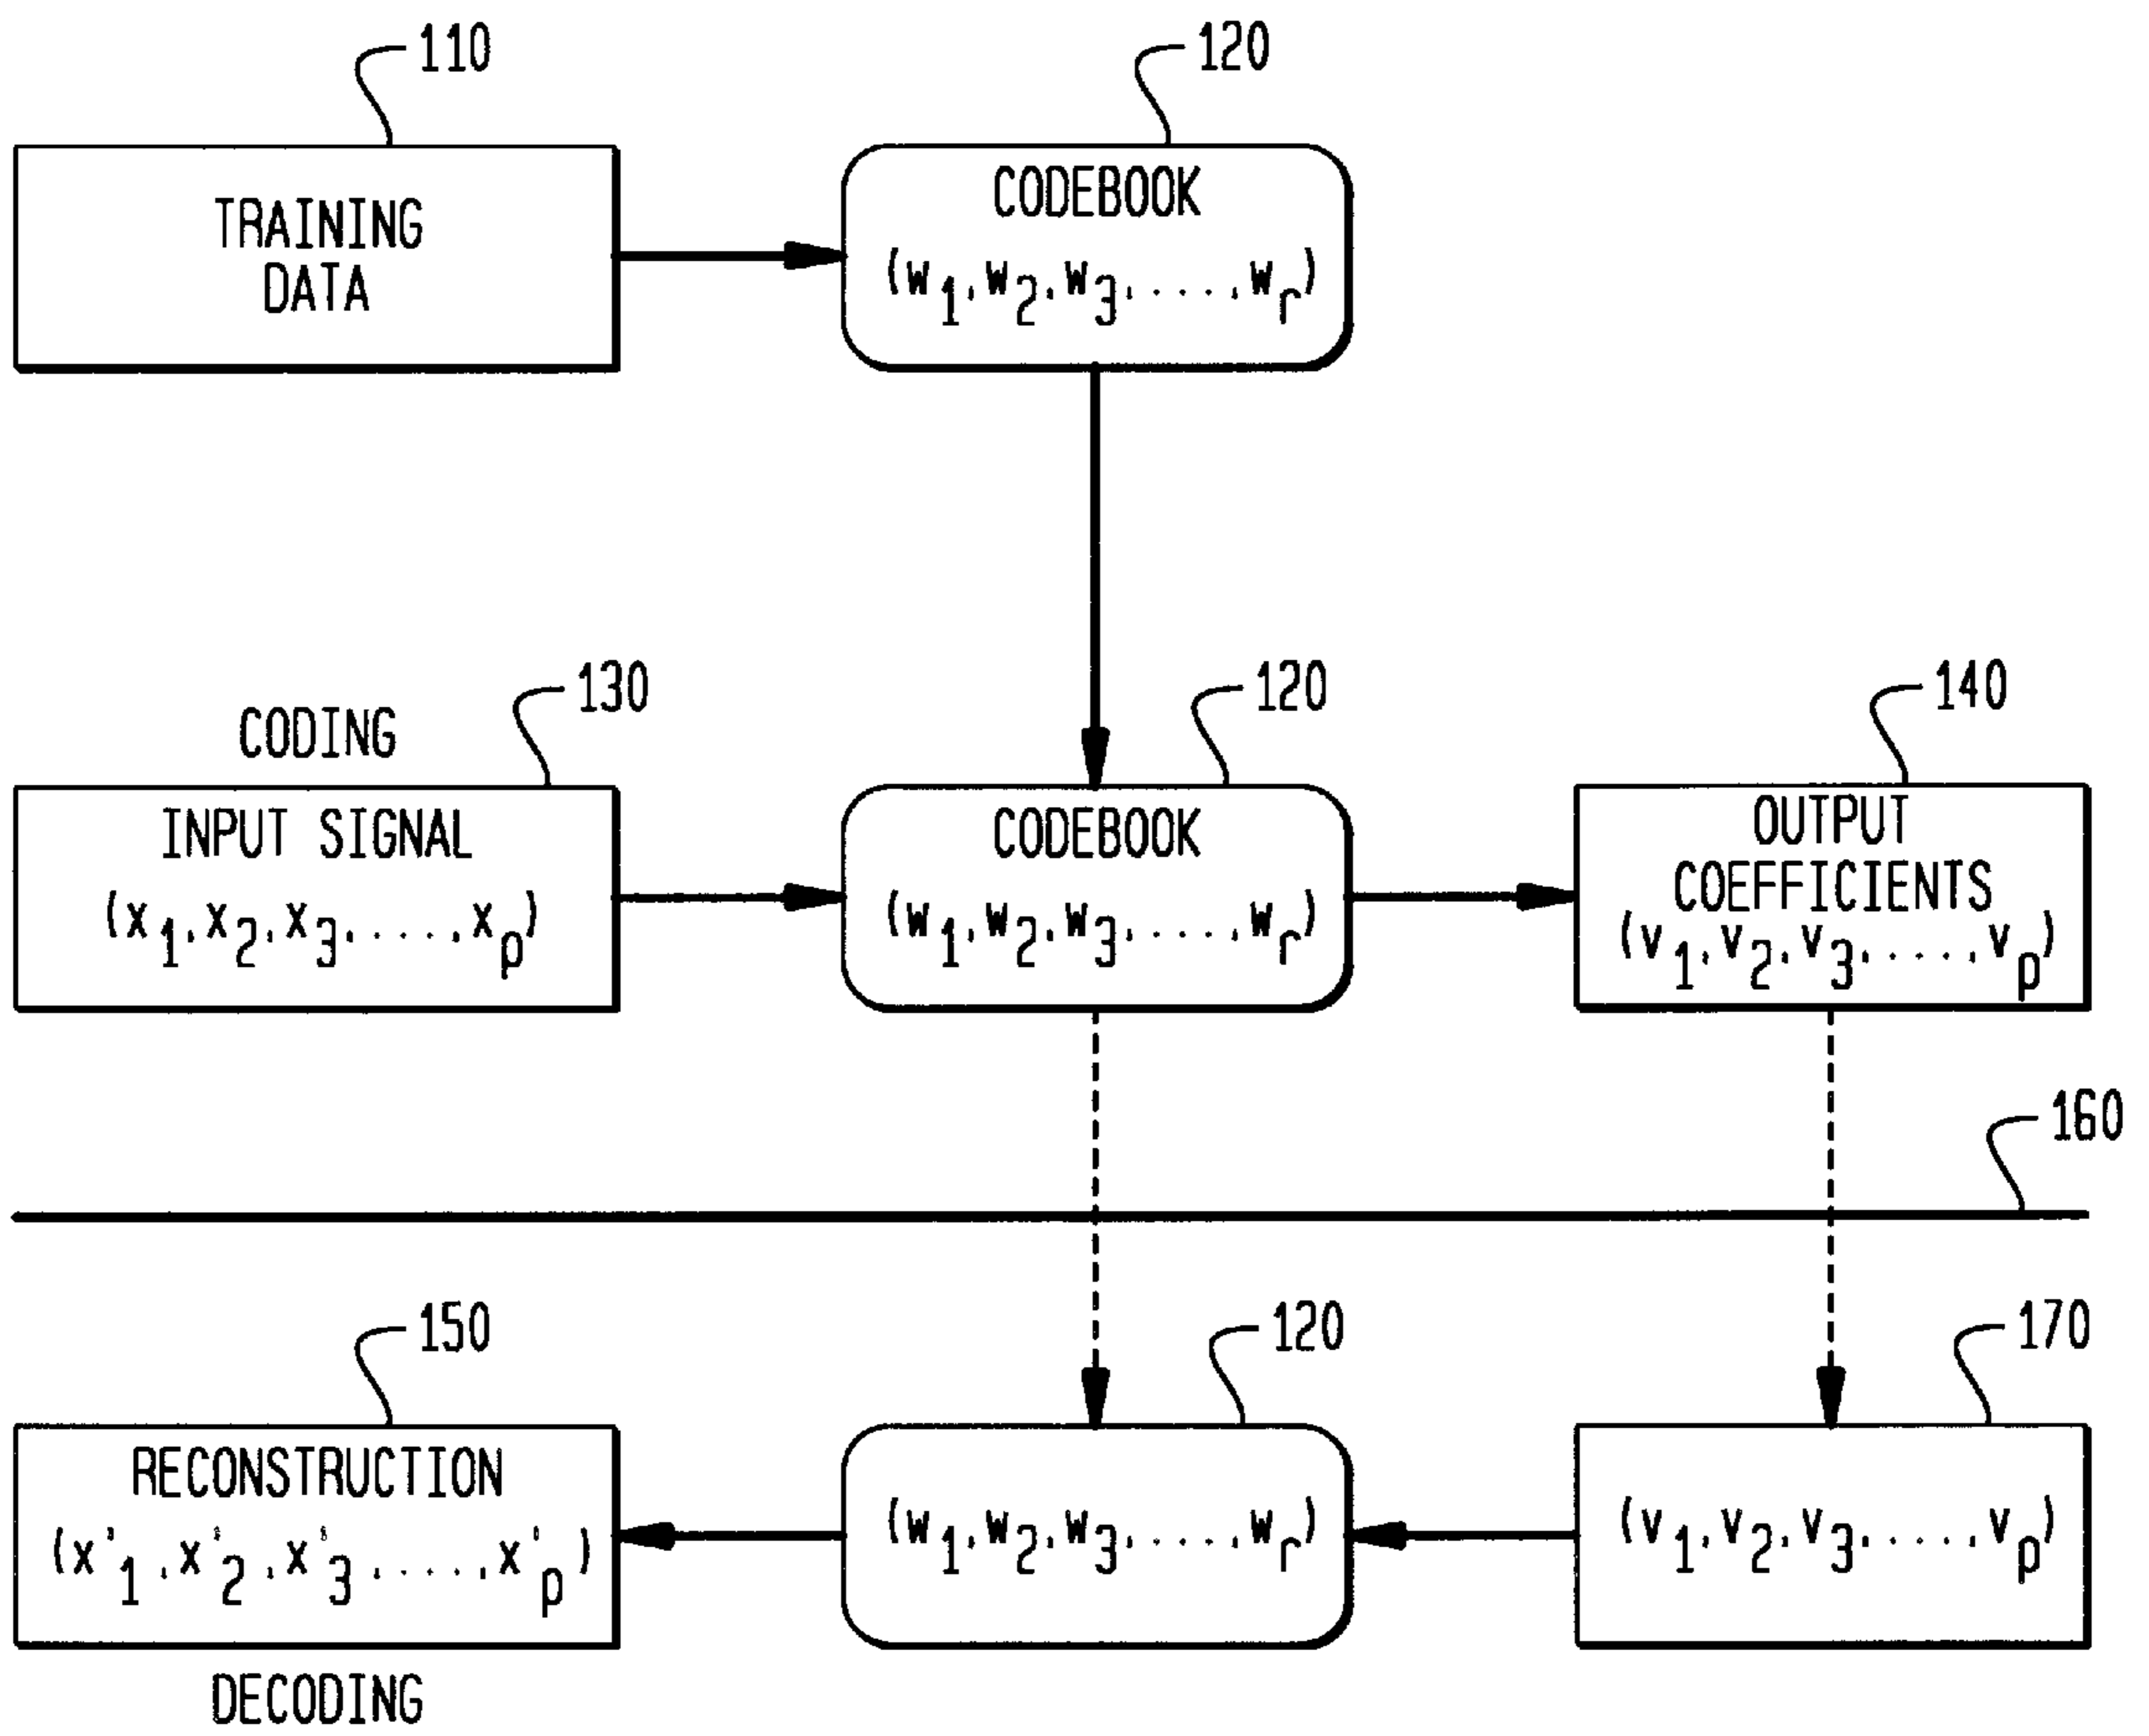 110
120
TRAINING
DATA
CODEBOOK
(w1, w2, w3, . . . . , wr)
CODING
130
120
140
INPUT SIGNAL
(x1, x2, x3, . . . . , xp)
CODEBOOK
(w1, w2, w3, . . . . , wr)
OUTPUT
COEFFICIENTS
(v1, v2, v3, . . . . , vp)
160
150
120
170
RECONSTRUCTION
(x'1, x'2, x'3, . . . . , x'p)
(w1, w2, w3, . . . . , wr)
(v1, v2, v3, . . . . , vp)
DECODING